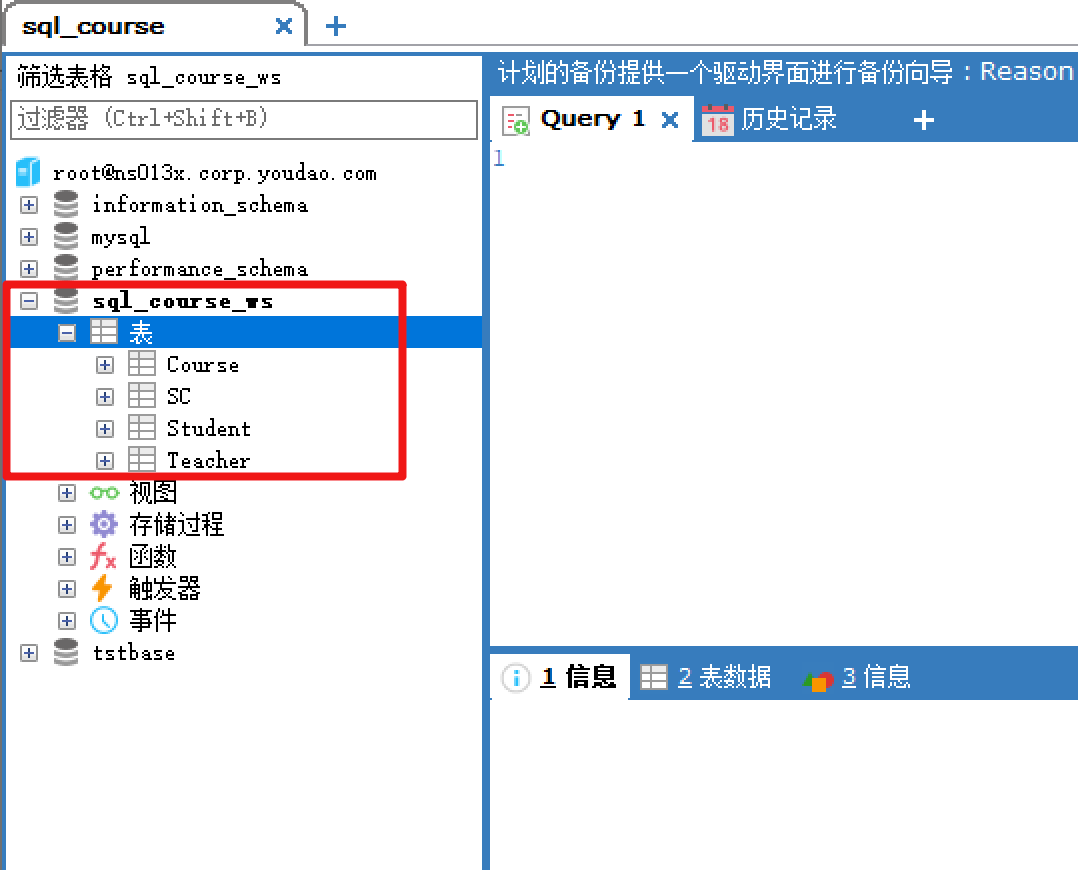 sql_course
筛选表格 sql_course_ws
过滤器 (Ctrl+Shift+B)
root@ns013x.corp.youdao.com
information_schema
mysql
performance_schema
sql_course_ws
表
Course
SC
Student
Teacher
视图
存储过程
函数
触发器
事件
tstbase
计划的备份提供一个驱动界面进行备份向导：Reason
Query 1
18 历史记录
1
1 信息
2 表数据
3 信息